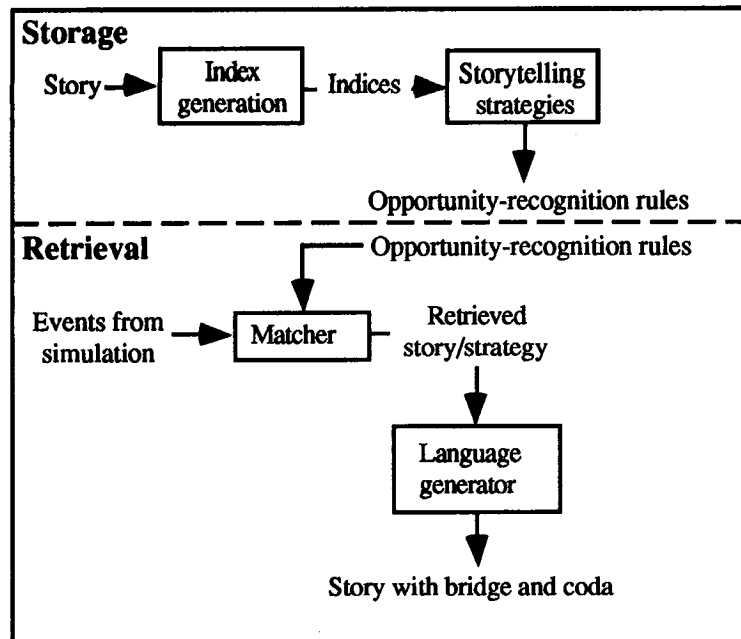 Storage
Story
Index
generation
Indices
Storytelling
strategies
Opportunity-recognition rules
Retrieval
Opportunity-recognition rules
Events from
simulation
Matcher
Retrieved
story/strategy
Language
generator
Story with bridge and coda